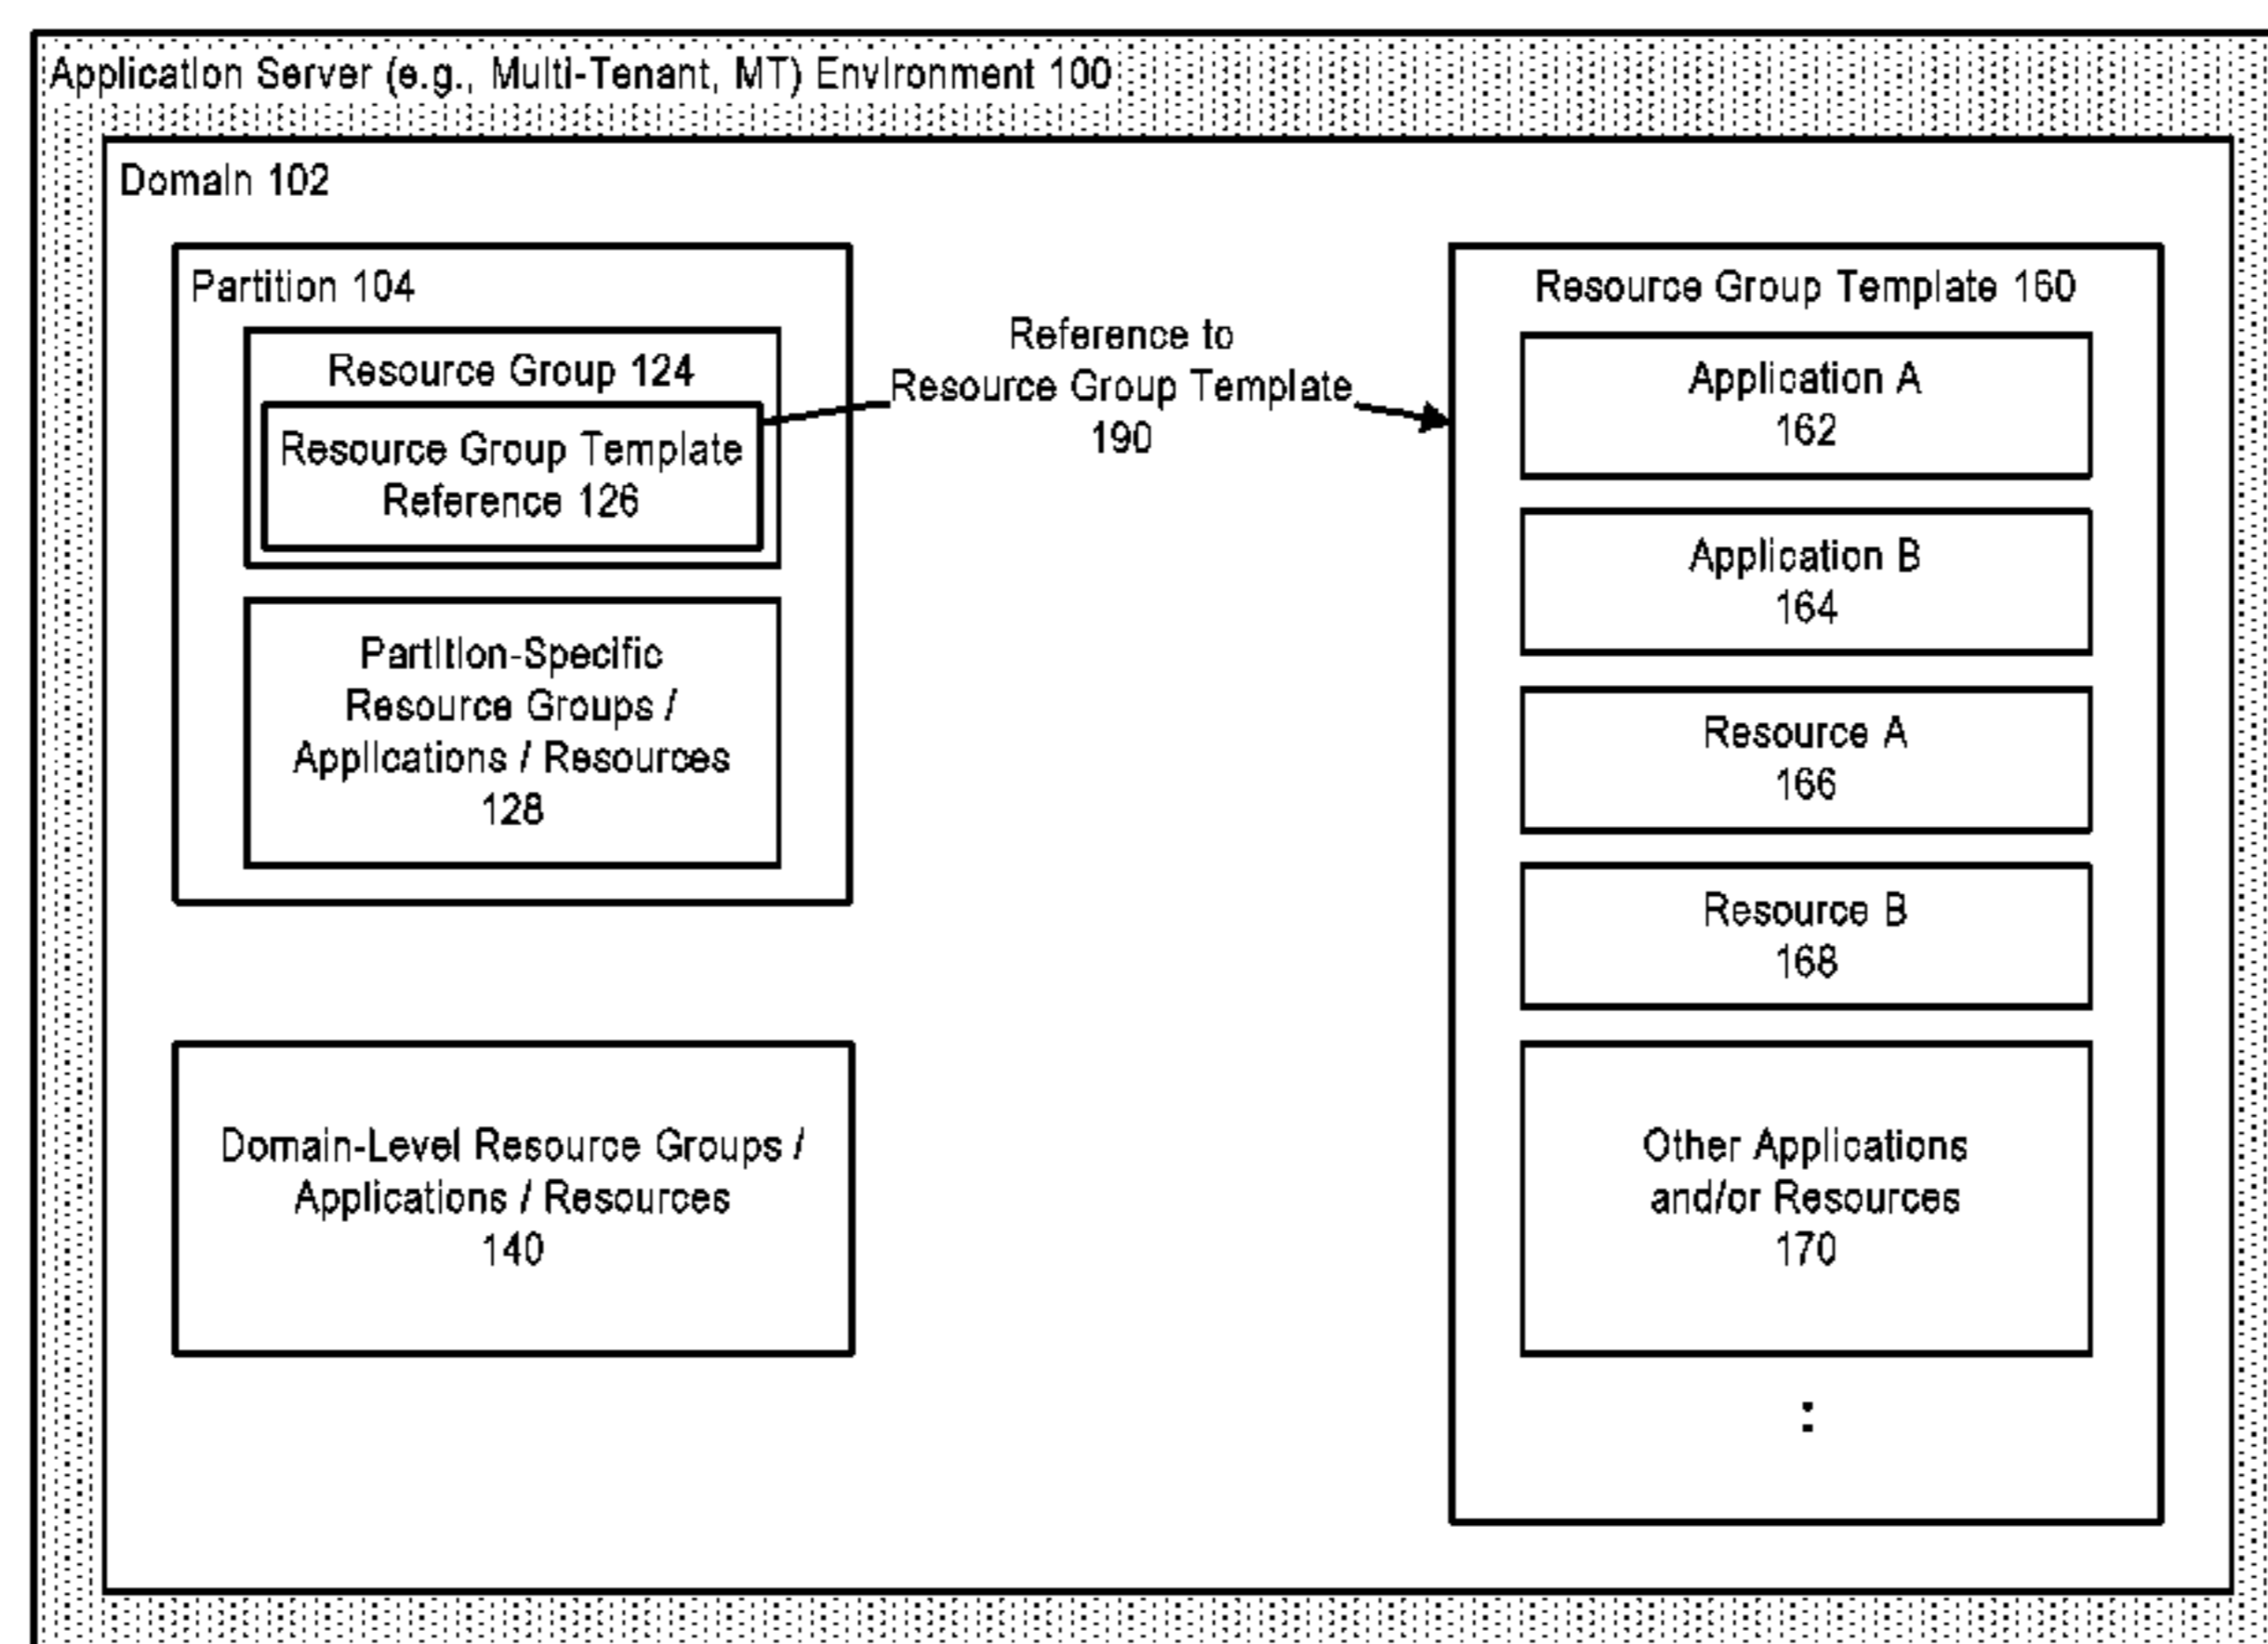 Application Server (e.g., Multi-Tenant, MT) Environment 100
Domain 102
Partition 104
Resource Group 124
Resource Group Template
Reference 126
Partition-Specific
Resource Groups /
Applications / Resources
128
Domain-Level Resource Groups /
Applications / Resources
140
Reference to
Resource Group Template
190
Resource Group Template 160
Application A
162
Application B
164
Resource A
166
Resource B
168
Other Applications
and/or Resources
170
: